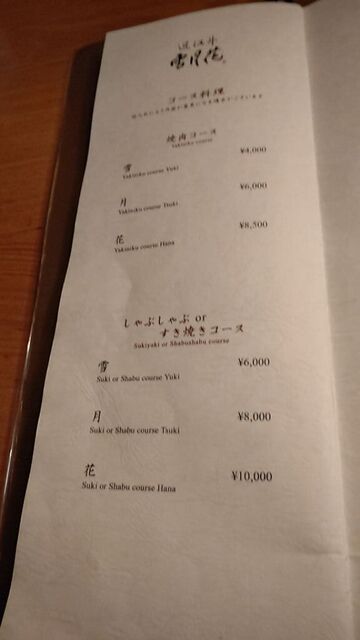 近江牛
雪月花
コース料理
焼肉コース
Yakiniku course
雪
¥4,000
Yakiniku course Yuki
月
¥6,000
Yakiniku course Tsuki
花
¥8,500
Yakiniku course Hana
しゃぶしゃぶ or
すき焼きコース
Sukiyaki or Shabushabu course
雪
¥6,000
Suki or Shabu course Yuki
月
¥8,000
Suki or Shabu course Tsuki
花
¥10,000
Suki or Shabu course Hana